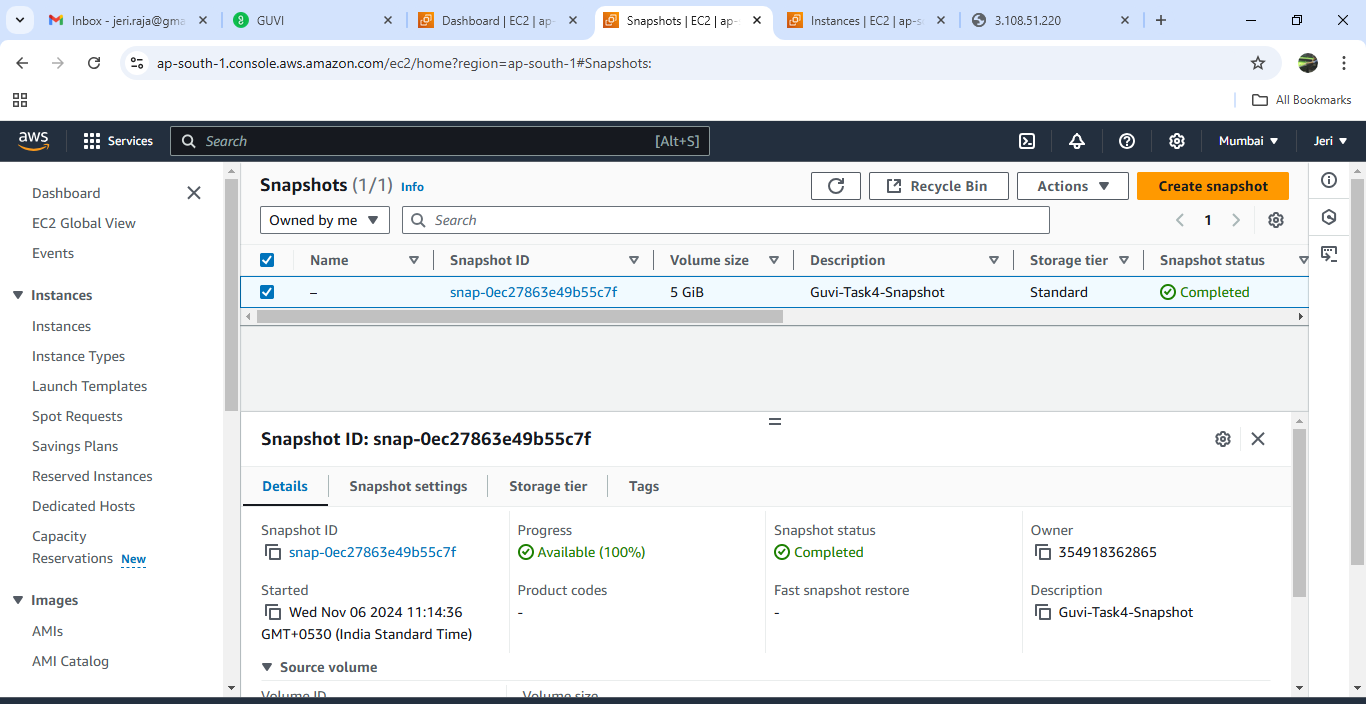 Inbox - jeri.raja@gma
GUVI
Dashboard | EC2 | ap-
Snapshots | EC2 | ap-
Instances | EC2 | ap-s
3.108.51.220
ap-south-1.console.aws.amazon.com/ec2/home?region=ap-south-1#Snapshots:
All Bookmarks
aws
Services
Search
[Alt+S]
Mumbai
Jeri
Dashboard
EC2 Global View
Events
Instances
Instances
Instance Types
Launch Templates
Spot Requests
Savings Plans
Reserved Instances
Dedicated Hosts
Capacity
Reservations New
Images
AMIs
AMI Catalog
Snapshots (1/1) Info
Recycle Bin
Actions
Create snapshot
Owned by me
Search
1
Name Snapshot ID Volume size Description Storage tier Snapshot status
– snap-0ec27863e49b55c7f 5 GiB Guvi-Task4-Snapshot Standard Completed
Snapshot ID: snap-0ec27863e49b55c7f
Details Snapshot settings Storage tier Tags
Snapshot ID
snap-0ec27863e49b55c7f
Progress
Available (100%)
Snapshot status
Completed
Owner
354918362865
Started
Wed Nov 06 2024 11:14:36
GMT+0530 (India Standard Time)
Product codes
-
Fast snapshot restore
-
Description
Guvi-Task4-Snapshot
Source volume
Volume ID
Volume size